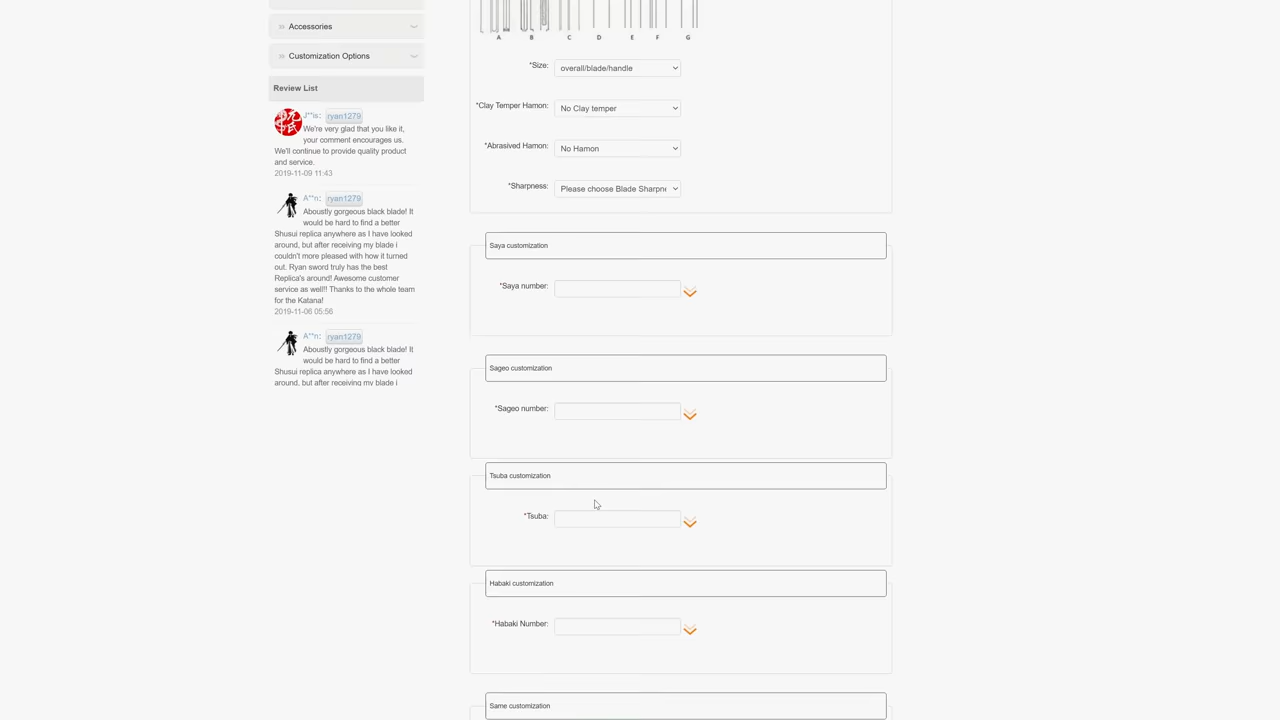 Accessories
Customization Options
Review List
J**is: ryan1279
We're very glad that you like it,
your comment encourages us.
We'll continue to provide quality product
and service.
2019-11-09 11:43
A**n: ryan1279
Aboustly gorgeous black blade! It
would be hard to find a better
Shusui replica anywhere as I have looked
around, but after receiving my blade i
couldn't more pleased with how it turned
out. Ryan sword truly has the best
Replica's around! Awesome customer
service as well!! Thanks to the whole team
for the Katana!
2019-11-06 05:56
A**n: ryan1279
Aboustly gorgeous black blade! It
would be hard to find a better
Shusui replica anywhere as I have looked
around, but after receiving my blade i
A B C D E F G
*Size: overall/blade/handle
*Clay Temper Hamon: No Clay temper
*Abrasived Hamon: No Hamon
*Sharpness: Please choose Blade Sharpne
Saya customization
*Saya number:
Sageo customization
*Sageo number:
Tsuba customization
*Tsuba:
Habaki customization
*Habaki Number:
Same customization